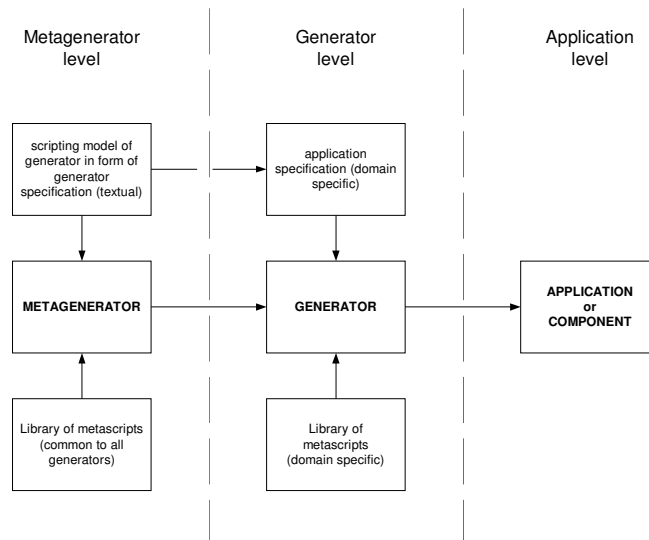 Metagenerator
level
Generator
level
Application
level
scripting model of
generator in form of
generator
specification (textual)
application
specification (domain
specific)
METAGENERATOR
GENERATOR
APPLICATION
or
COMPONENT
Library of metascripts
(common to all
generators)
Library of
metascripts
(domain specific)